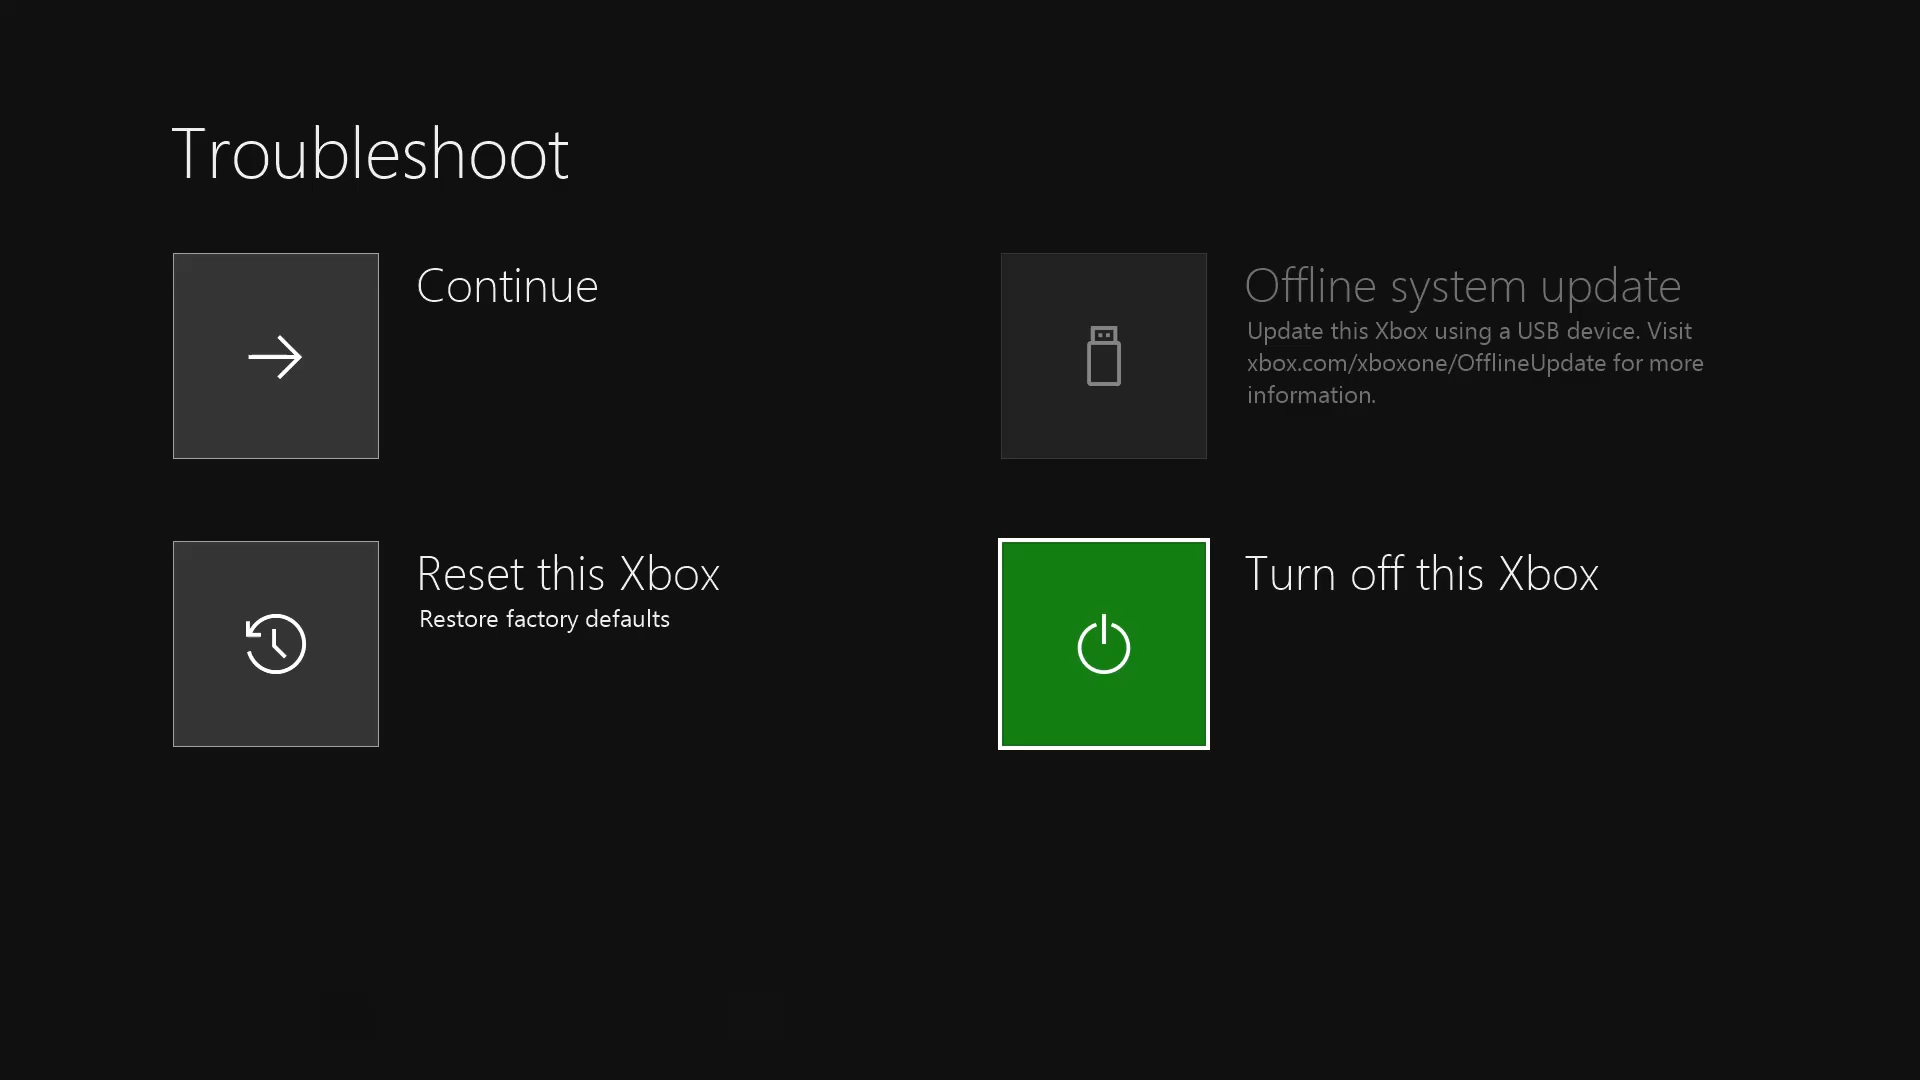 Troubleshoot
Continue
Offline system update
Update this Xbox using a USB device. Visit
xbox.com/xboxone/OfflineUpdate for more
information.
Reset this Xbox
Restore factory defaults
Turn off this Xbox